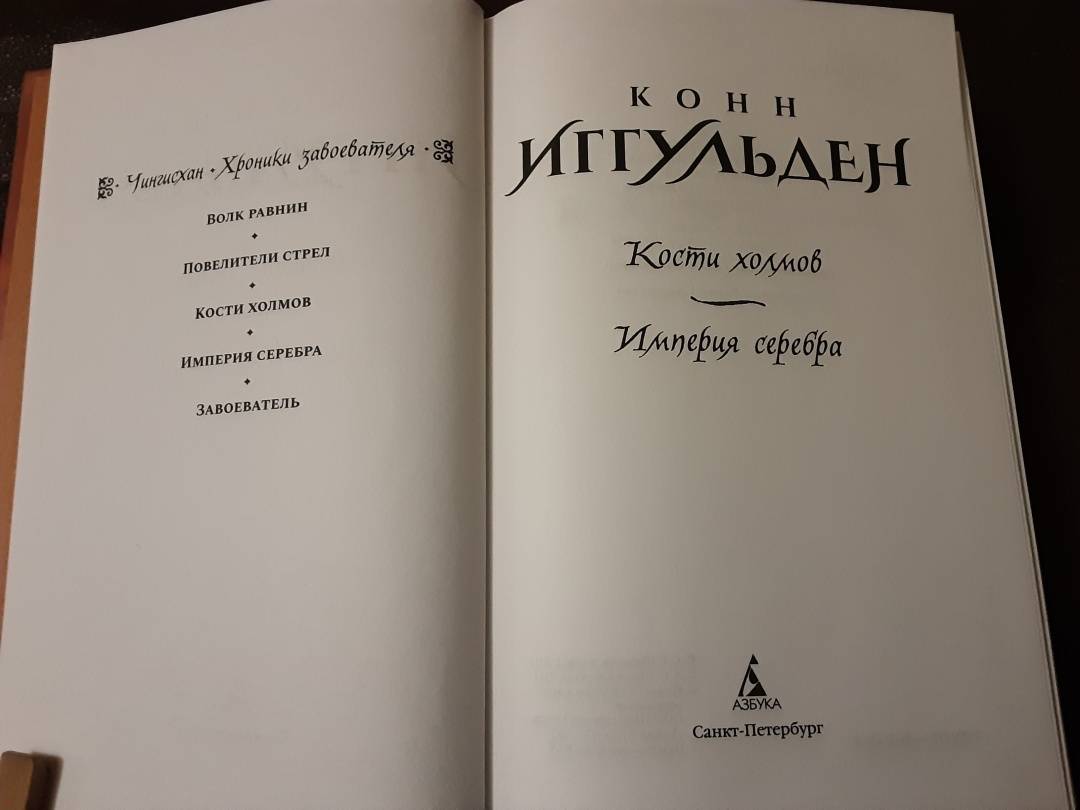 Чингисхан · Хроники завоевателя ·
Волк равнин
Повелители стрел
Кости холмов
Империя серебра
Завоеватель
КОНН
ИГГУЛЬДЕН
Кости холмов
Империя серебра
АЗБУКА
Санкт-Петербург